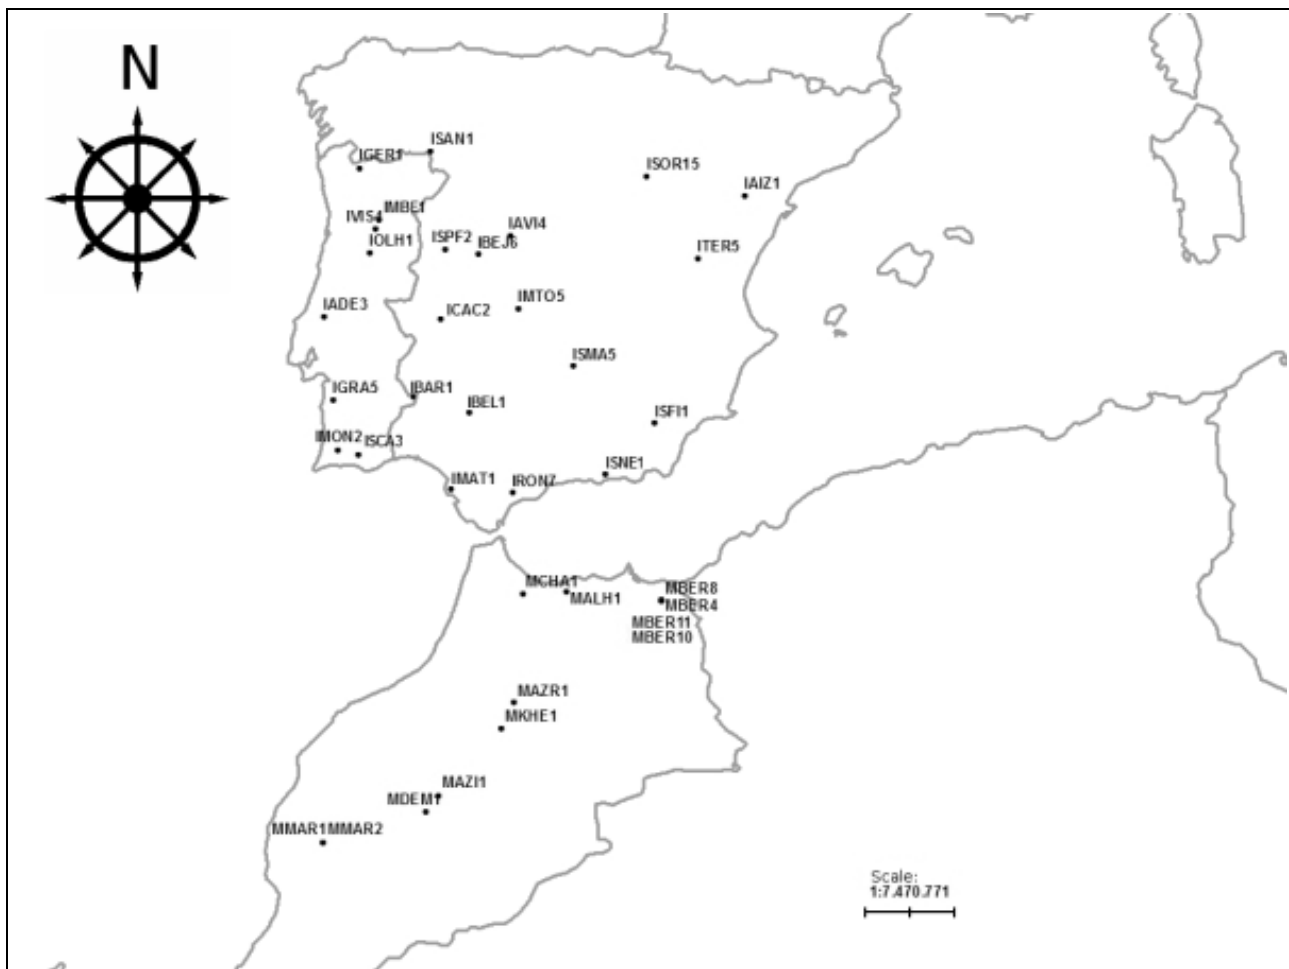 N
ISAN1
IGER1
ISOR15
IAIZ1
IMBE1
IVIS4
IAVI4
IOLH1
ISPF2
IBEJ6
ITER5
IADE3
ICAC2
IMTO5
ISMA5
IGRA5
IBAR1
IBEL1
ISFI1
IMON2
ISCA3
ISNE1
IMAT1
IRON7
MCHA1
MALH1
MBER8
MBER4
MBER11
MBER10
MAZR1
MKHE1
MAZI1
MDEM1
MMAR1MMAR2
Scale:
1:7.470.771